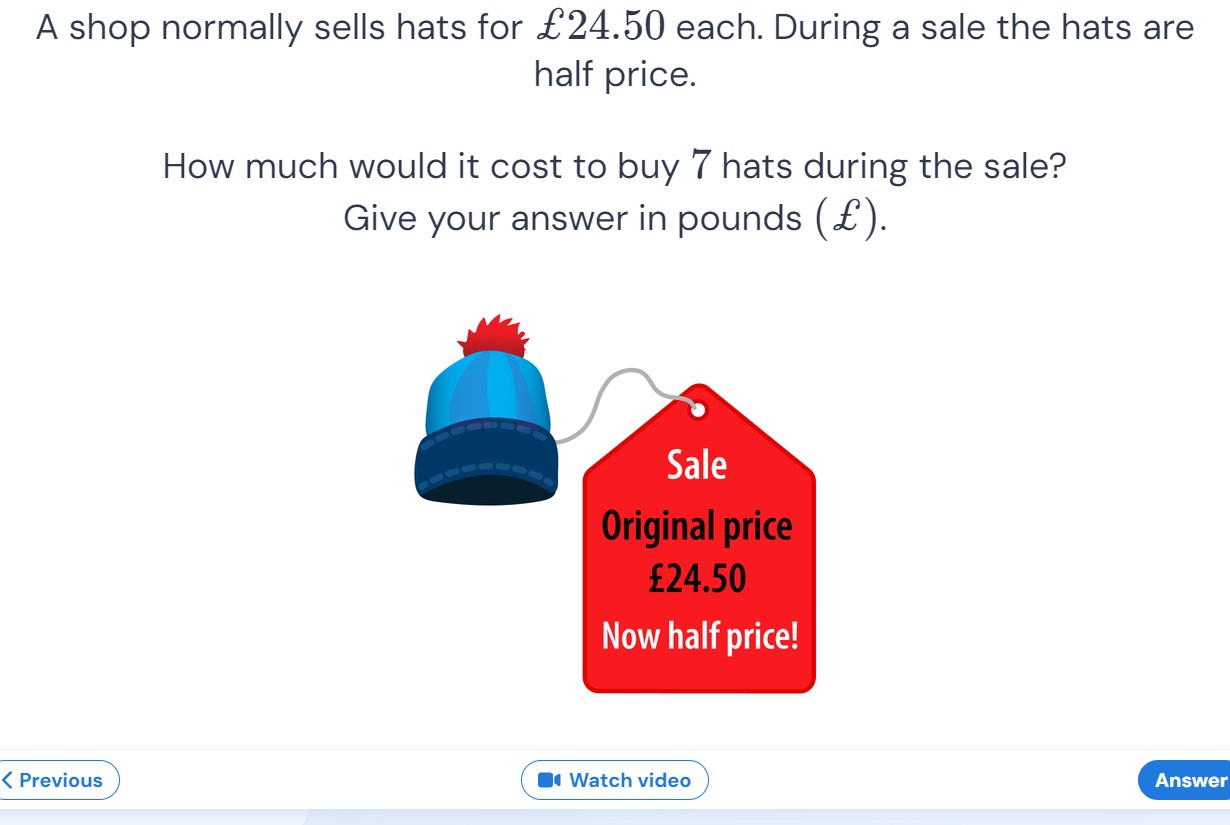 A shop normally sells hats for £24.50 each. During a sale the hats are
half price.
How much would it cost to buy 7 hats during the sale?
Give your answer in pounds (£).
Sale
Original price
£24.50
Now half price!
Previous
Watch video
Answer